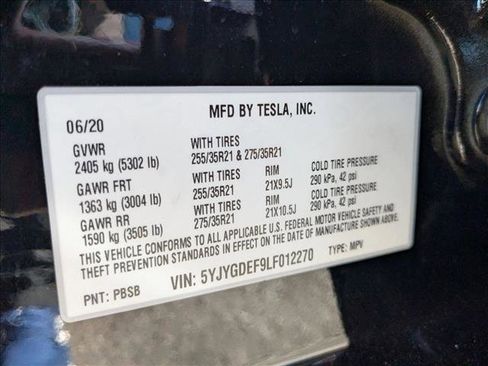 MFD BY TESLA, INC.
06/20
GVWR WITH TIRES
2405 kg (5302 lb) 255/35R21 & 275/35R21
GAWR FRT WITH TIRES RIM COLD TIRE PRESSURE
1363 kg (3004 lb) 255/35R21 21X9.5J 290 kPa, 42 psi
GAWR RR WITH TIRES RIM COLD TIRE PRESSURE
1590 kg (3505 lb) 275/35R21 21X10.5J 290 kPa, 42 psi
THIS VEHICLE CONFORMS TO ALL APPLICABLE U.S. FEDERAL MOTOR VEHICLE SAFETY AND
THEFT PREVENTION STANDARDS IN EFFECT ON THE DATE OF MANUFACTURE SHOWN ABOVE.
PNT: PBSB VIN: 5YJYGDEF9LF012270 TYPE: MPV